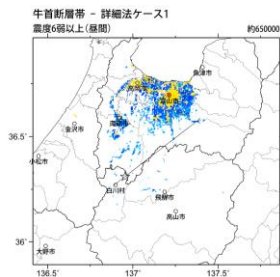 牛首断層帯 - 詳細法ケース1
震度6弱以上(昼間)
約650000
魚津市
富山市
36.5˚
金沢市
小松市
白川村
飛騨市
高山市
36˚
大野市
136.5˚
137˚
137.5˚